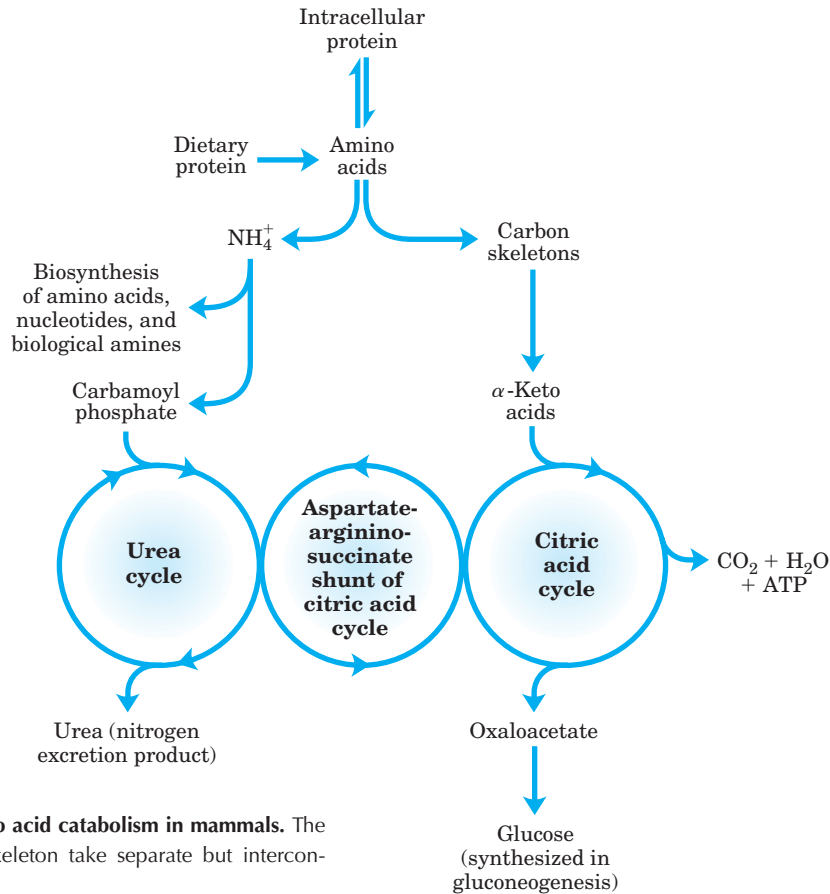 Intracellular
protein
Dietary
protein
Amino
acids
NH₄⁺
Carbon
skeletons
Biosynthesis
of amino acids,
nucleotides, and
biological amines
Carbamoyl
phosphate
α-Keto
acids
Urea
cycle
Aspartate-
arginino-
succinate
shunt of
citric acid
cycle
Citric
acid
cycle
CO₂ + H₂O
+ ATP
Urea (nitrogen
excretion product)
Oxaloacetate
Glucose
(synthesized in
gluconeogenesis)
acid catabolism in mammals. The
take separate but intercon-